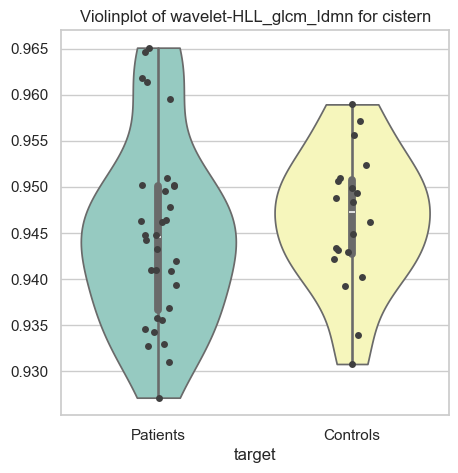 Violinplot of wavelet-HLL_glcm_Idmn for cistern
0.965
0.960
0.955
0.950
0.945
0.940
0.935
0.930
Patients Controls
target